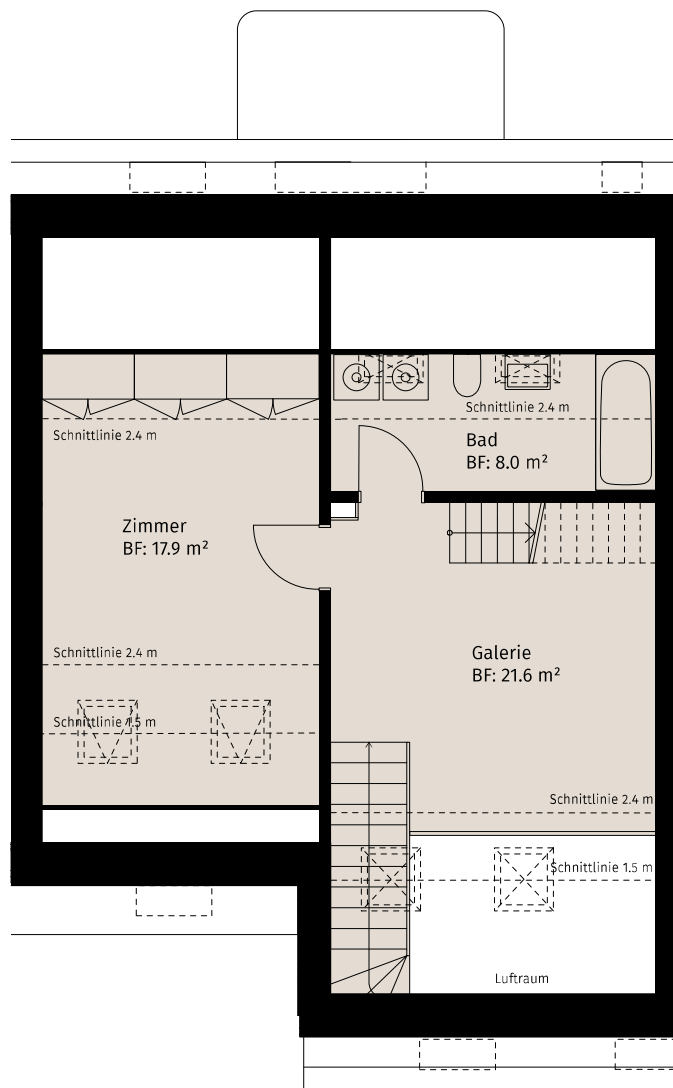 Schnittlinie 2.4 m
Schnittlinie 2.4 m
Bad
BF: 8.0 m²
Zimmer
BF: 17.9 m²
Schnittlinie 2.4 m
Galerie
BF: 21.6 m²
Schnittlinie 1.5 m
Schnittlinie 2.4 m
Schnittlinie 1.5 m
Luftraum